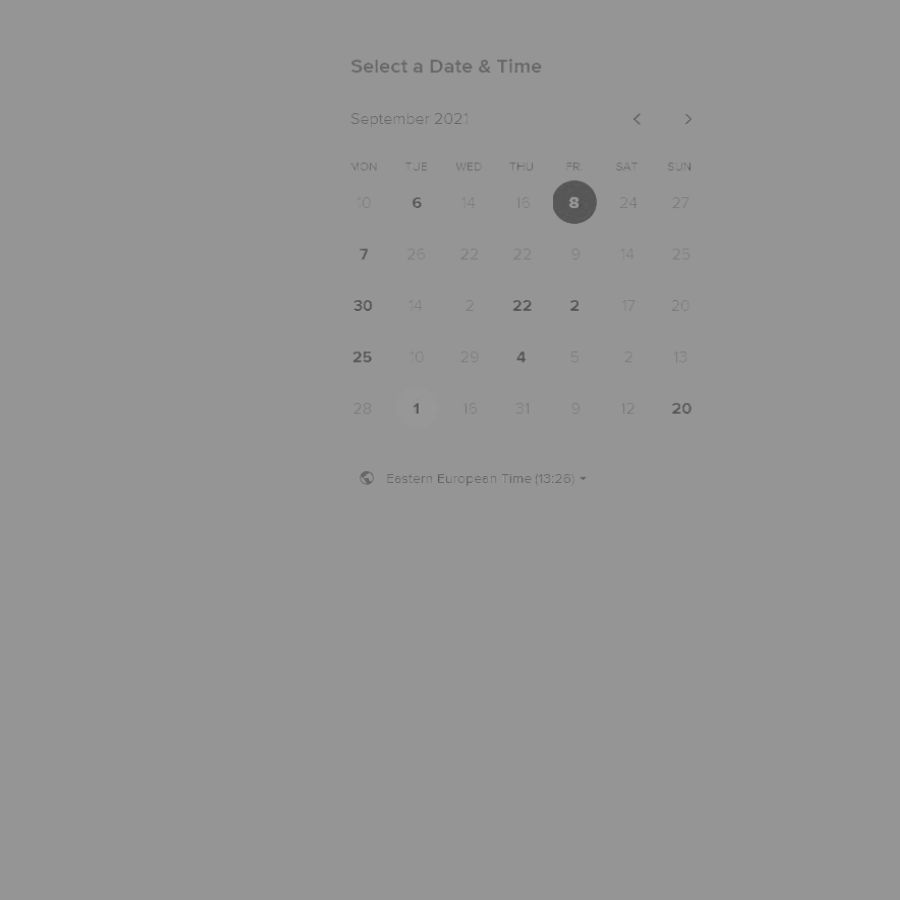 Select a Date & Time
September 2021
MON TUE WED THU FR. SAT SUN
10 6 14 16 8 24 27
7 26 22 22 9 14 25
30 14 2 22 2 17 20
25 10 29 4 5 2 13
28 1 16 31 9 12 20
Eastern European Time (13:26)